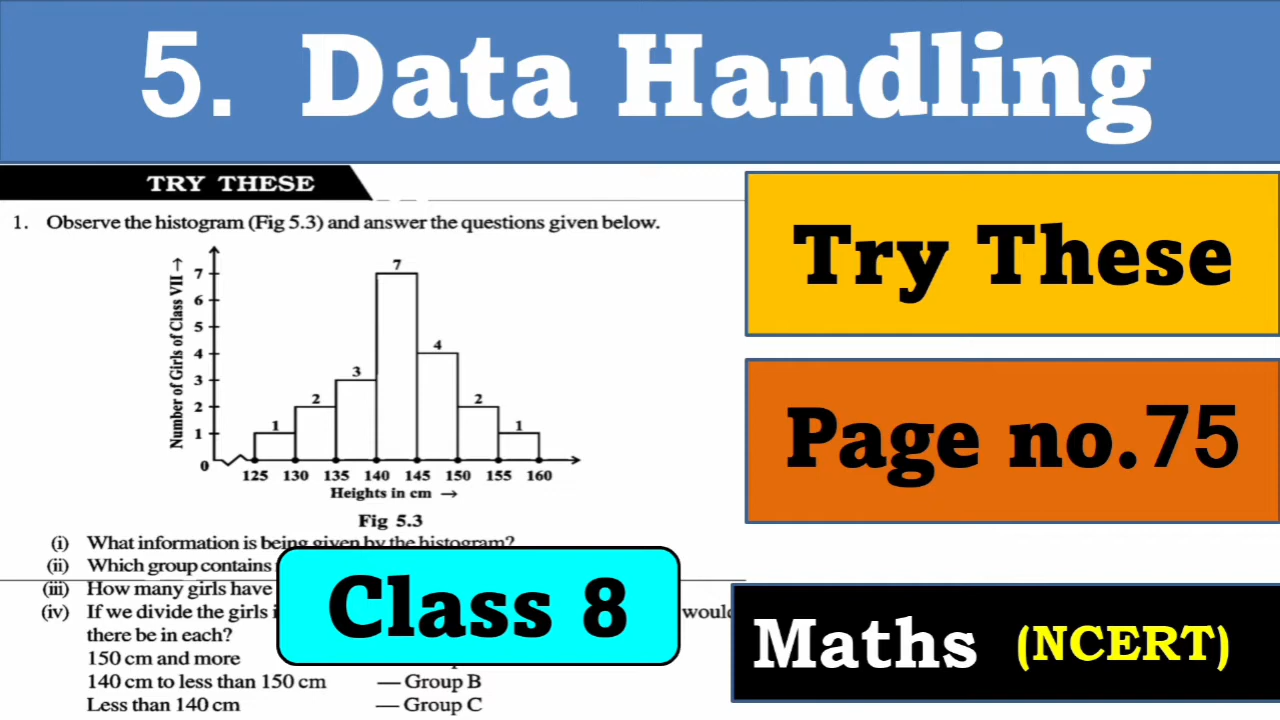 5. Data Handling
TRY THESE
1. Observe the histogram (Fig 5.3) and answer the questions given below.
Number of Girls of Class VII →
7
6
5
4
3
2
1
0
1
2
3
7
4
2
1
125 130 135 140 145 150 155 160
Heights in cm →
Fig 5.3
(i) What information is being given by the histogram?
(ii) Which group contains
(iii) How many girls have
(iv) If we divide the girls
would
there be in each?
150 cm and more
140 cm to less than 150 cm — Group B
Less than 140 cm — Group C
Try These
Page no.75
Class 8
Maths (NCERT)